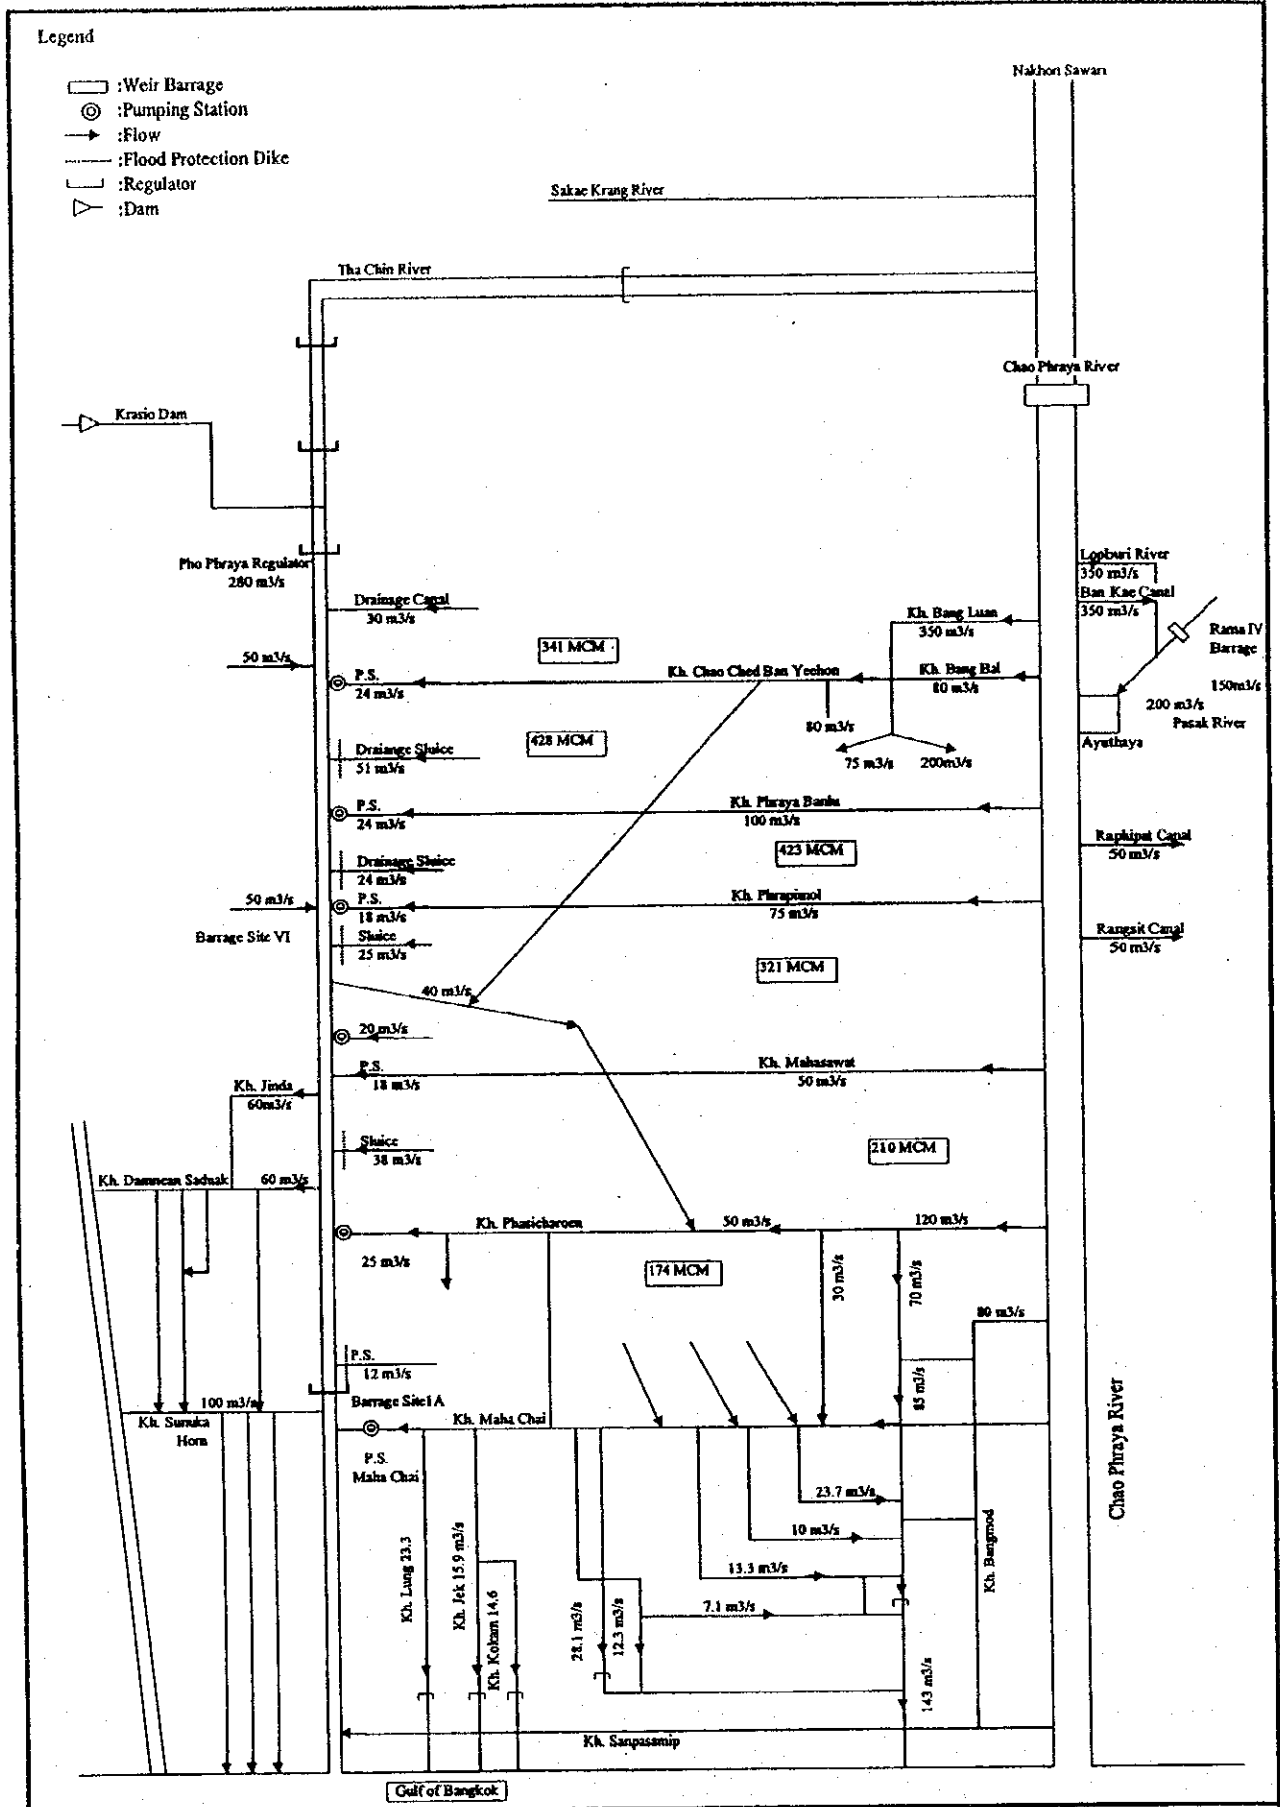 Legend
:Weir Barrage
:Pumping Station
:Flow
:Flood Protection Dike
:Regulator
:Dam
Nakhon Sawan
Sakae Krang River
Tha Chin River
Chao Phraya River
Krasio Dam
Pho Phraya Regulator
280 m3/s
Lopburi River
350 m3/s
Ban Kae Canal
350 m3/s
Drainage Canal
30 m3/s
Kh. Bang Luan
350 m3/s
Rama IV
Barrage
341 MCM
50 m3/s
P.S.
24 m3/s
Kh. Chao Ched Ban Yeehon
Kh. Bang Bal
80 m3/s
150m3/s
200 m3/s
Pasak River
80 m3/s
428 MCM
Draiange Sluice
51 m3/s
75 m3/s
200m3/s
Ayuthaya
P.S.
24 m3/s
Kh. Phraya Banlu
100 m3/s
423 MCM
Raphipat Canal
50 m3/s
Drainage Sluice
24 m3/s
50 m3/s
P.S.
18 m3/s
Kh. Phrapimol
75 m3/s
Barrage Site VI
Sluice
25 m3/s
Rangsit Canal
50 m3/s
321 MCM
40 m3/s
20 m3/s
P.S.
18 m3/s
Kh. Mahasawat
50 m3/s
Kh. Jinda
60m3/s
Sluice
38 m3/s
210 MCM
Kh. Damnean Saduak
60 m3/s
Kh. Phasicharoen
50 m3/s
120 m3/s
25 m3/s
174 MCM
30 m3/s
70 m3/s
80 m3/s
P.S.
12 m3/s
85 m3/s
100 m3/s
Barrage Site1A
Kh. Sunuka
Horn
Kh. Maha Chai
P.S.
Maha Chai
Chao Phraya River
23.7 m3/s
10 m3/s
13.3 m3/s
Kh. Bangmod
Kh. Lung 23.3
Kh. Jek 15.9 m3/s
Kh. Kokam 14.6
28.1 m3/s
12.3 m3/s
7.1 m3/s
143 m3/s
Kh. Sanpasamip
Gulf of Bangkok